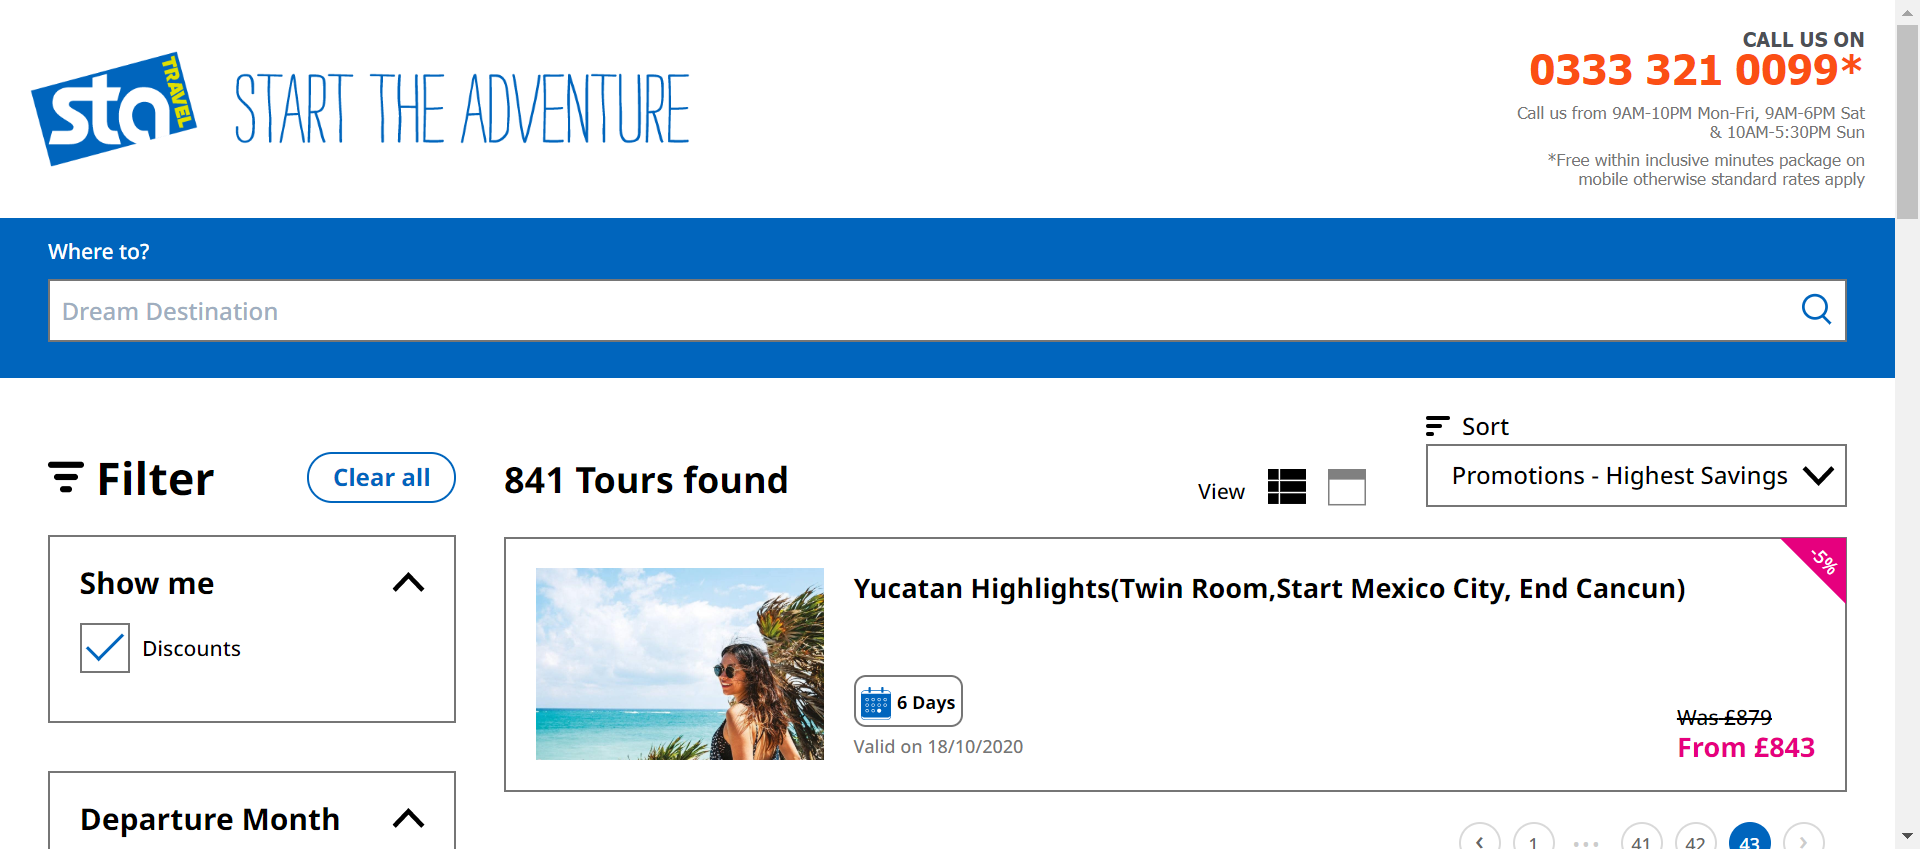 sta TRAVEL
START THE ADVENTURE
CALL US ON
0333 321 0099*
Call us from 9AM-10PM Mon-Fri, 9AM-6PM Sat
& 10AM-5:30PM Sun
*Free within inclusive minutes package on
mobile otherwise standard rates apply
Where to?
Dream Destination
Filter
Clear all
841 Tours found
View
Sort
Promotions - Highest Savings
Show me
Discounts
-5%
Yucatan Highlights(Twin Room,Start Mexico City, End Cancun)
6 Days
Valid on 18/10/2020
Was £879
From £843
Departure Month
‹ 1 ... 41 42 43 ›